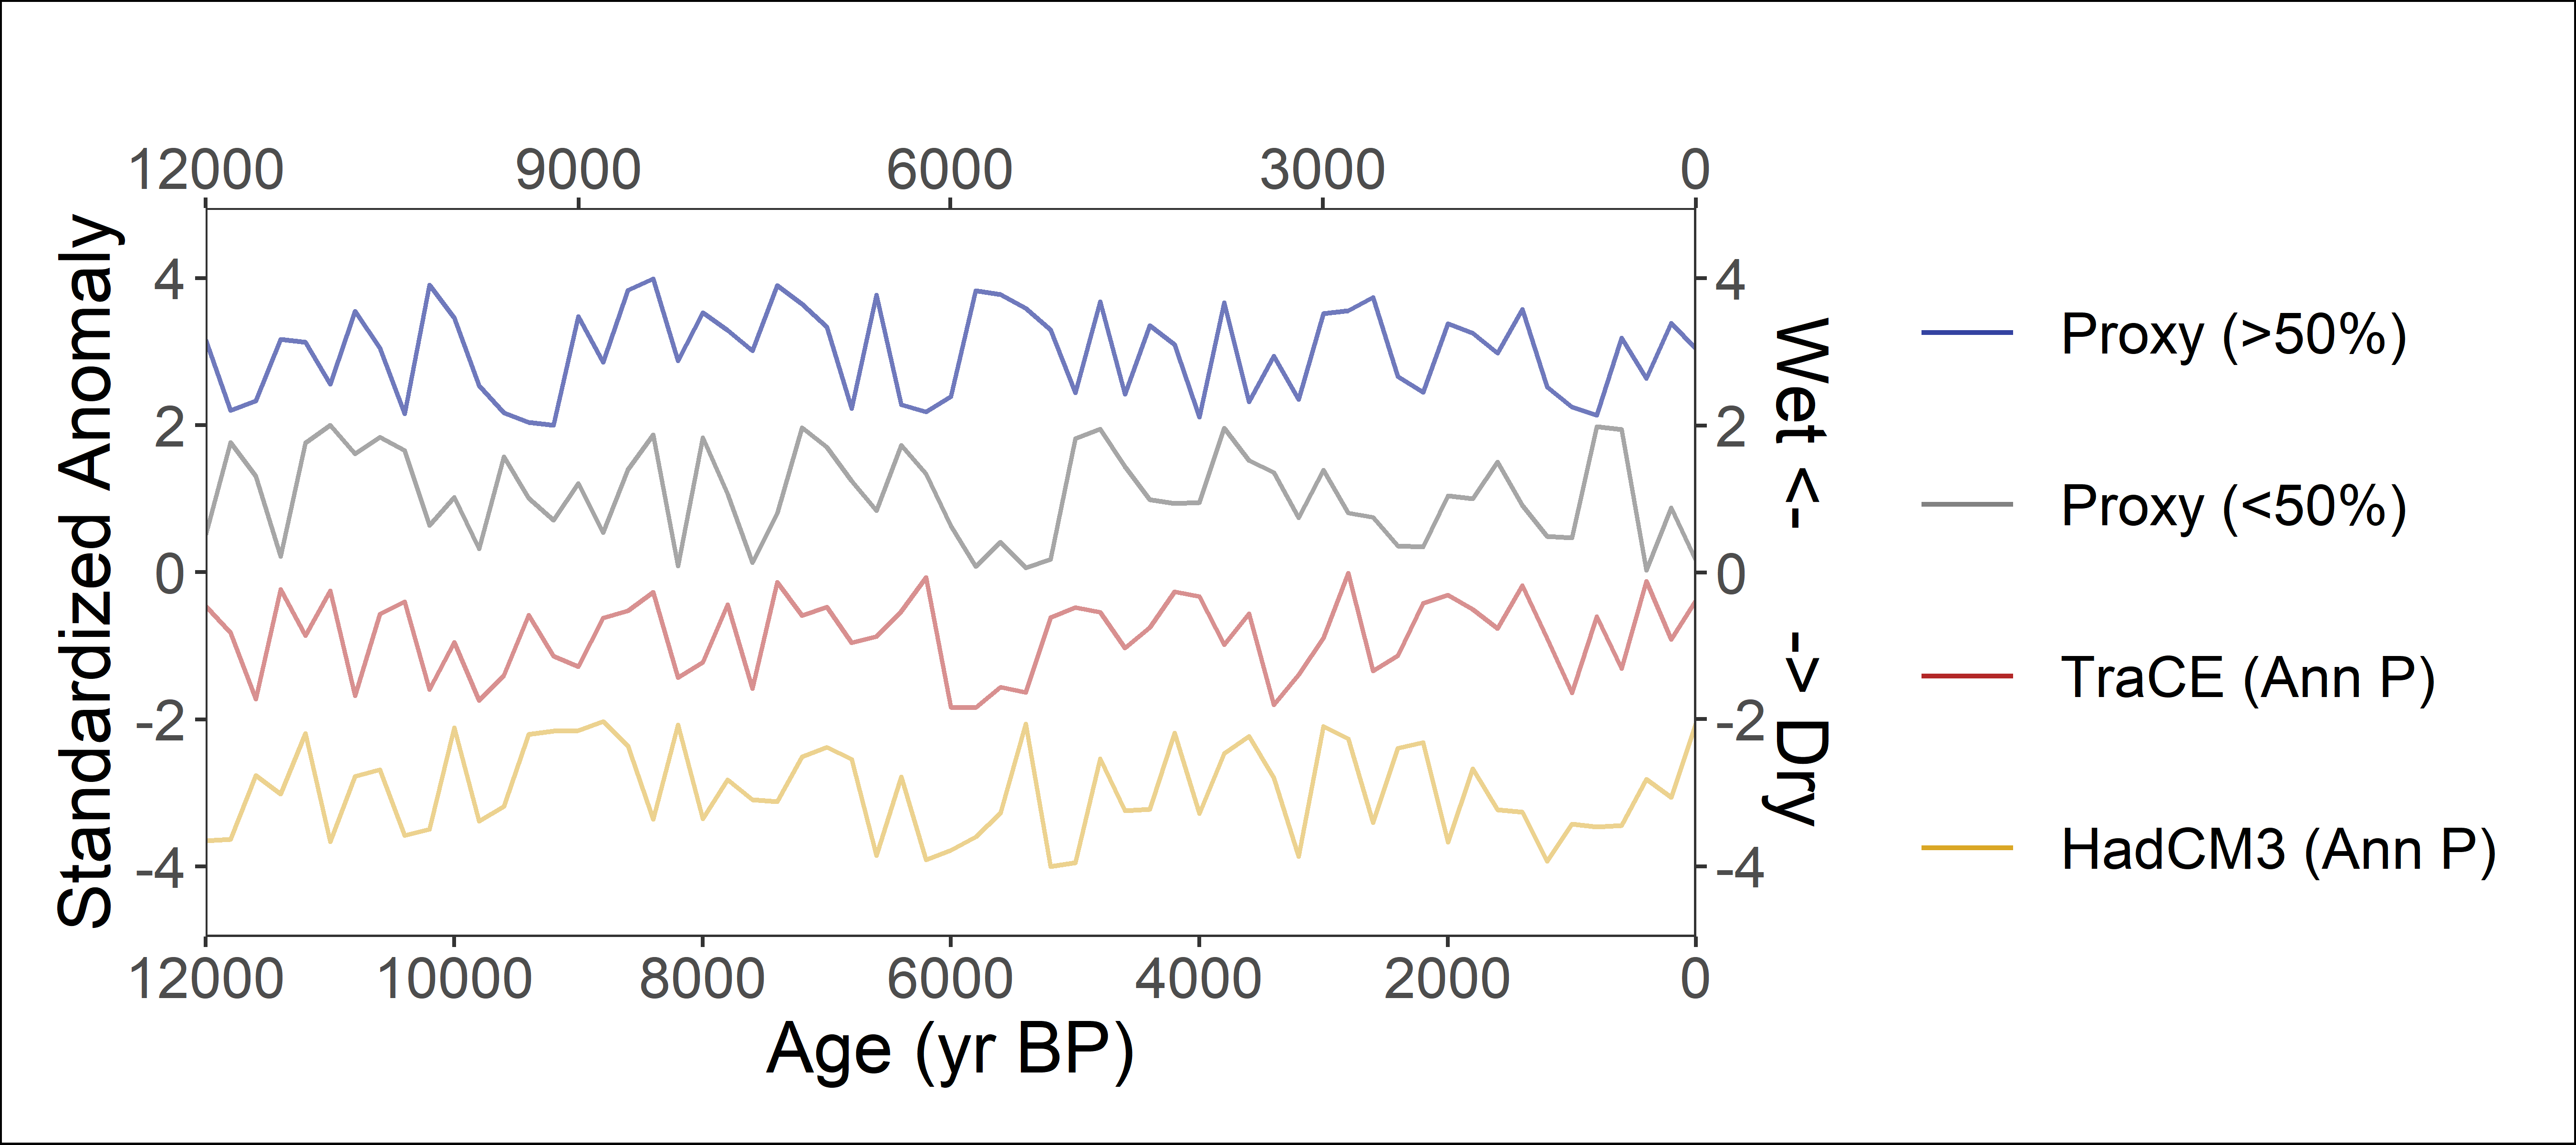 12000 9000 6000 3000 0
Standardized Anomaly
4
2
0
-2
-4
4
2
0
-2
-4
Wet <-    -> Dry
12000 10000 8000 6000 4000 2000 0
Age (yr BP)
Proxy (>50%)
Proxy (<50%)
TraCE (Ann P)
HadCM3 (Ann P)